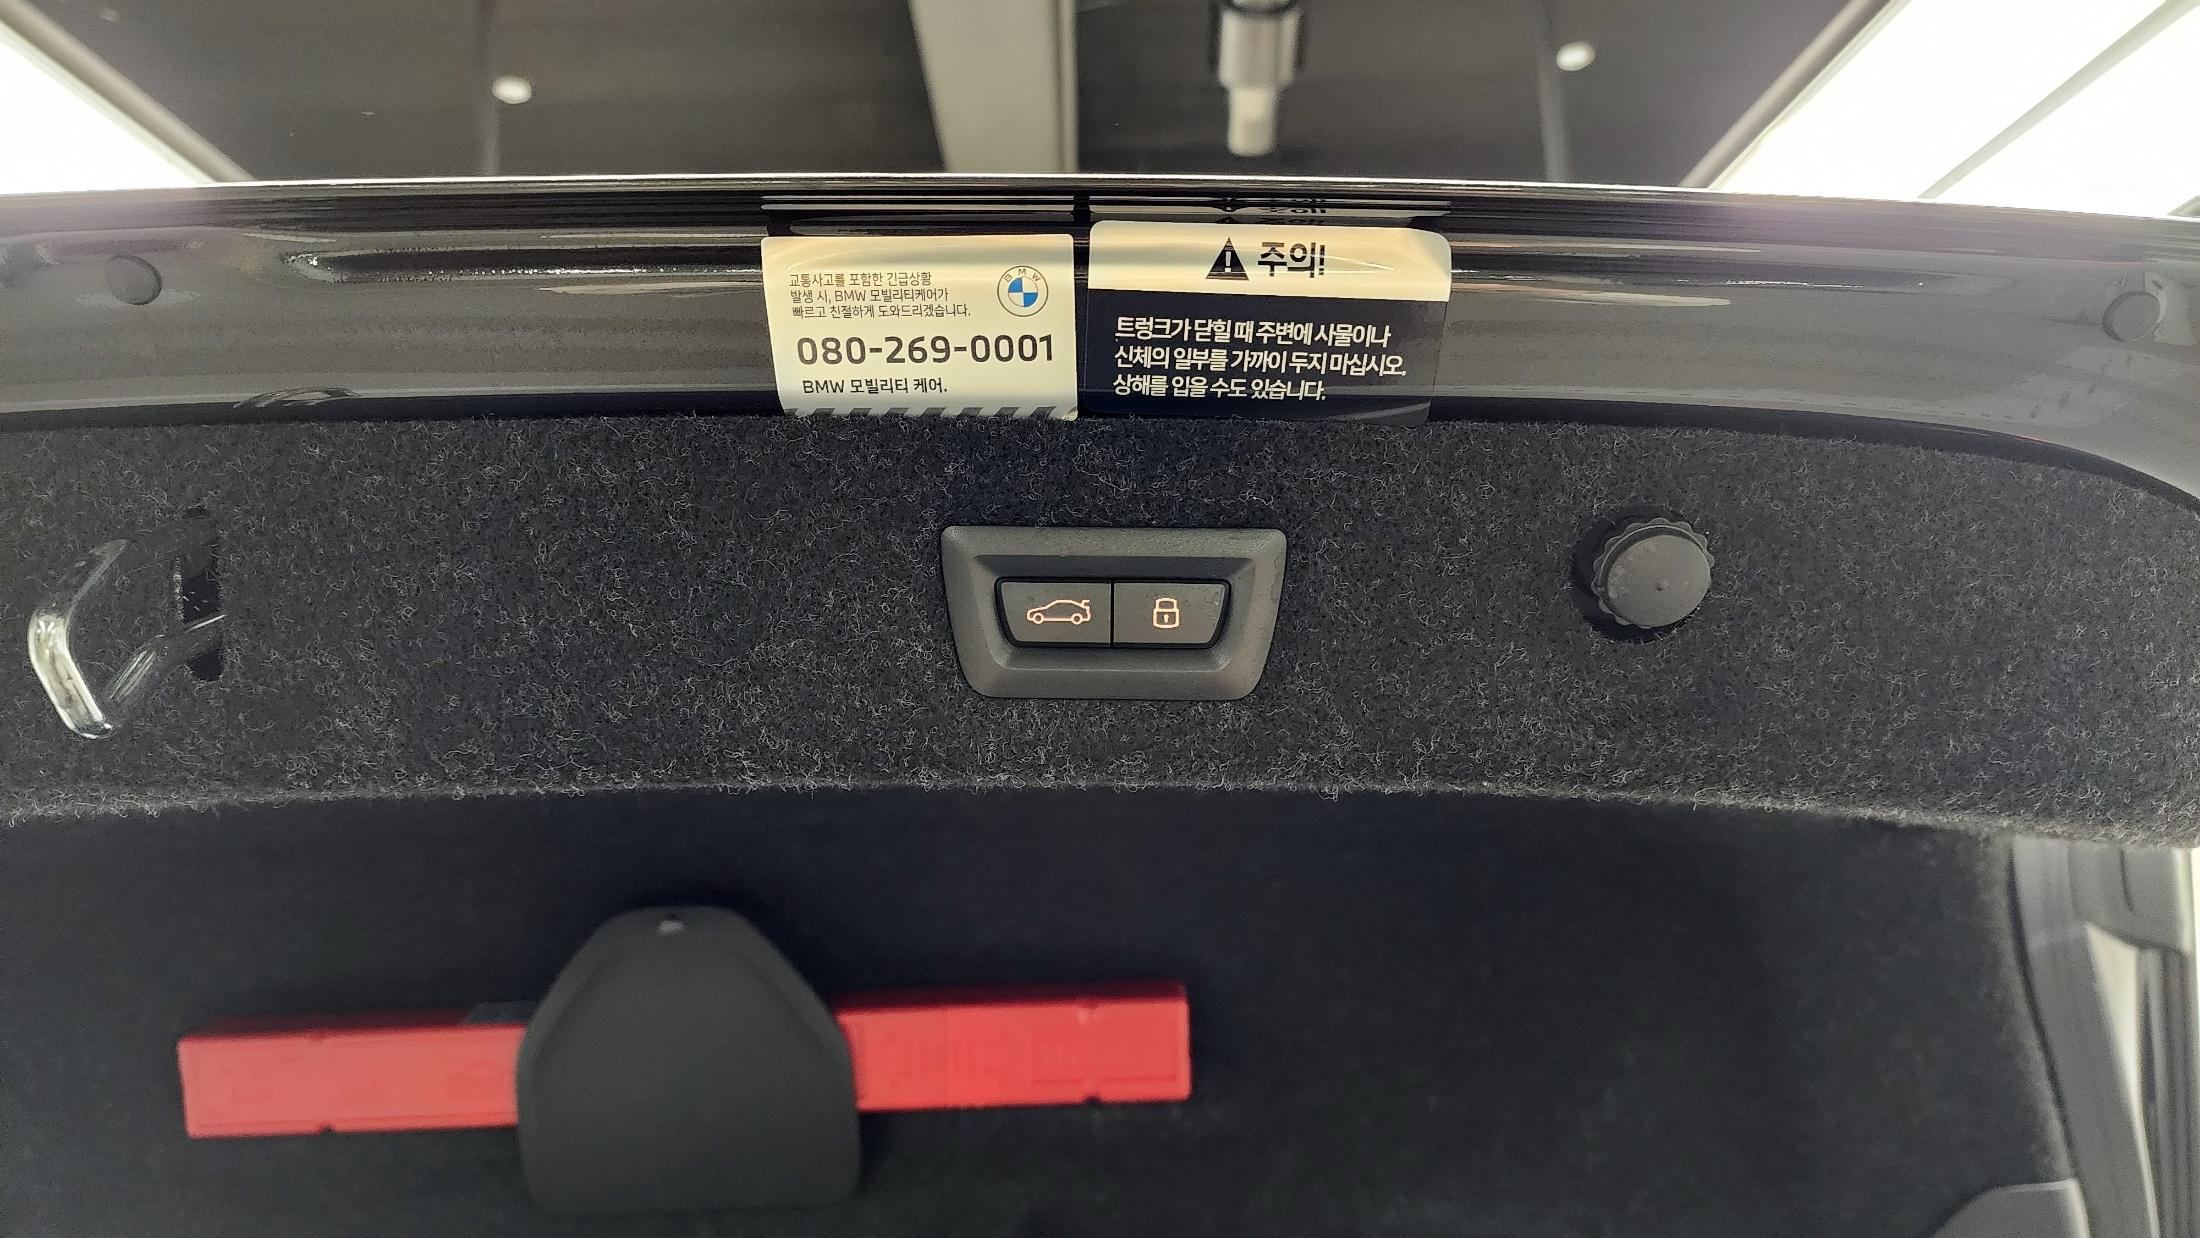 교통사고를 포함한 긴급상황
발생 시, BMW 모빌리티케어가
빠르고 친절하게 도와드리겠습니다.
BMW
080-269-0001
BMW 모빌리티 케어.
주의!
트렁크가 닫힐 때 주변에 사물이나
신체의 일부를 가까이 두지 마십시오.
상해를 입을 수도 있습니다.